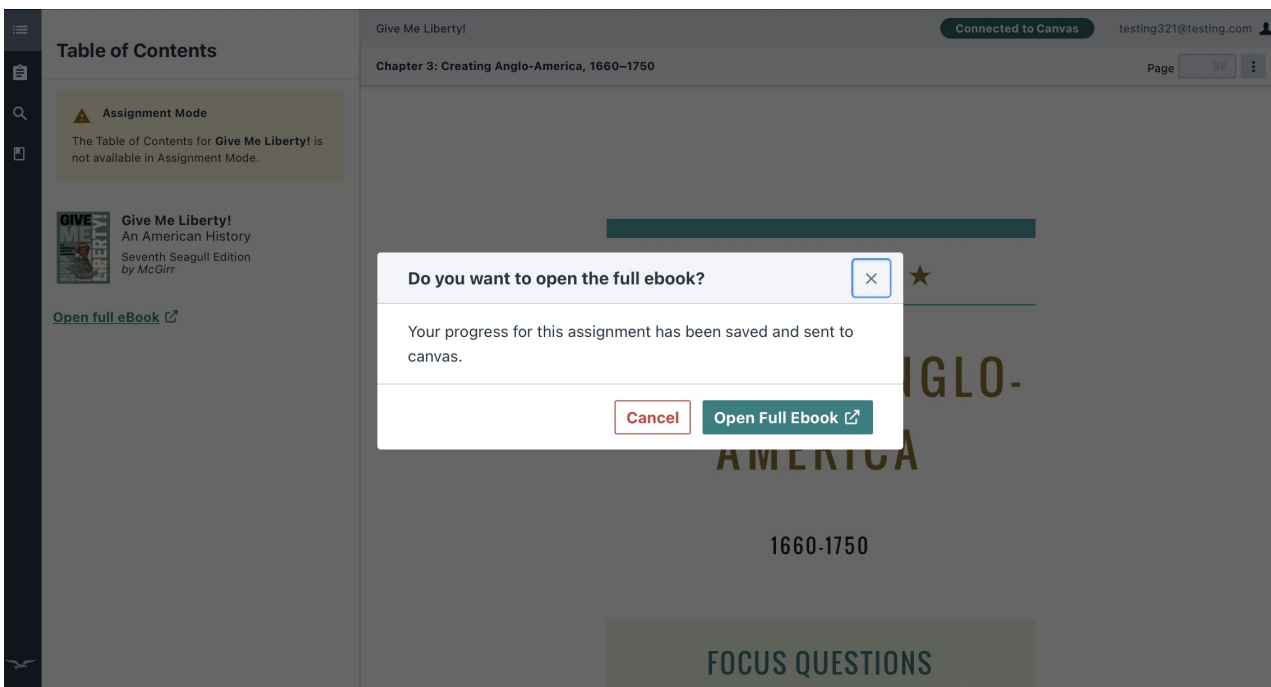 Give Me Liberty!
Connected to Canvas
testing321@testing.com
Table of Contents
Chapter 3: Creating Anglo-America, 1660–1750
Page
88
Assignment Mode
The Table of Contents for Give Me Liberty! is
not available in Assignment Mode.
GIVE
ME
LIBERTY!
Give Me Liberty!
An American History
Seventh Seagull Edition
by McGirr
Open full eBook
Do you want to open the full ebook?
Your progress for this assignment has been saved and sent to
canvas.
Cancel
Open Full Ebook
NGLO-
AMERICA
1660-1750
FOCUS QUESTIONS